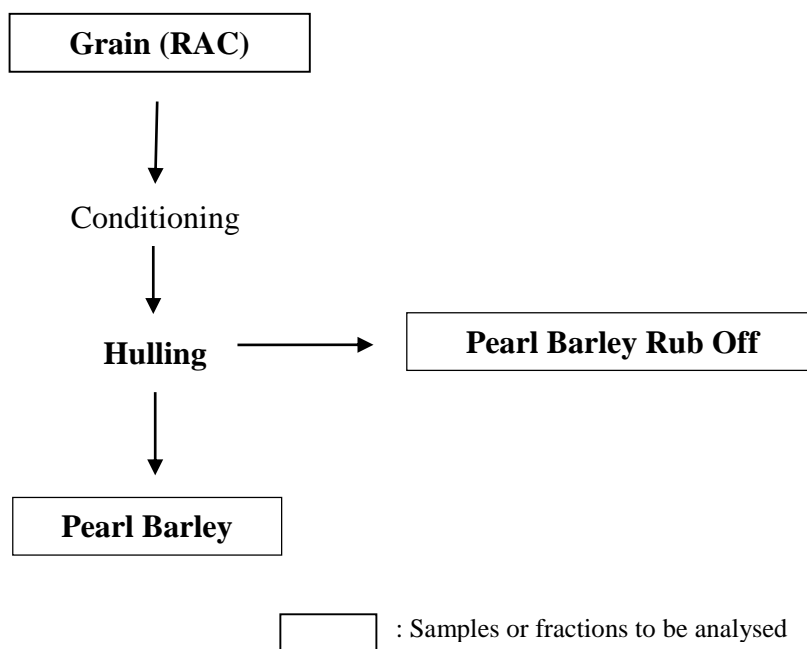 Grain (RAC)
Conditioning
Hulling
Pearl Barley Rub Off
Pearl Barley
: Samples or fractions to be analysed